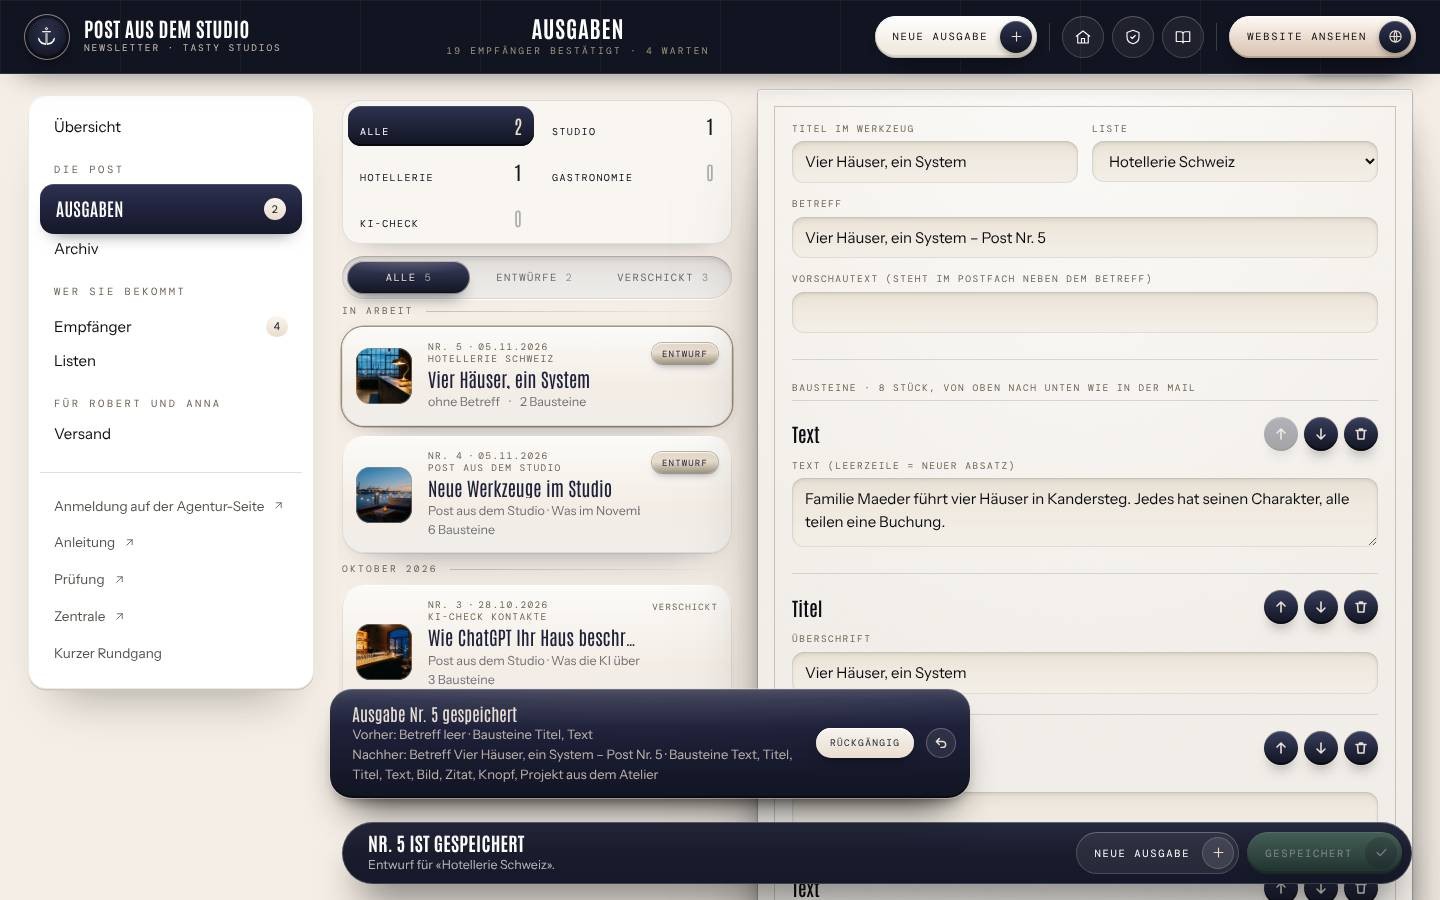 POST AUS DEM STUDIO
NEWSLETTER · TASTY STUDIOS
AUSGABEN
19 EMPFÄNGER BESTÄTIGT · 4 WARTEN
NEUE AUSGABE
WEBSITE ANSEHEN
Übersicht
DIE POST
AUSGABEN 2
Archiv
WER SIE BEKOMMT
Empfänger 4
Listen
FÜR ROBERT UND ANNA
Versand
Anmeldung auf der Agentur-Seite ↗
Anleitung ↗
Prüfung ↗
Zentrale ↗
Kurzer Rundgang
ALLE 2
STUDIO 1
HOTELLERIE 1
GASTRONOMIE 0
KI-CHECK 0
ALLE 5 ENTWÜRFE 2 VERSCHICKT 3
IN ARBEIT
NR. 5 · 05.11.2026
HOTELLERIE SCHWEIZ
ENTWURF
Vier Häuser, ein System
ohne Betreff · 2 Bausteine
NR. 4 · 05.11.2026
POST AUS DEM STUDIO
ENTWURF
Neue Werkzeuge im Studio
Post aus dem Studio · Was im
6 Bausteine
OKTOBER 2026
NR. 3 · 28.10.2026
KI-CHECK KONTAKTE
VERSCHICKT
Wie ChatGPT Ihr Haus beschr…
Post aus dem Studio · Was die KI über
3 Bausteine
TITEL IM WERKZEUG
Vier Häuser, ein System
LISTE
Hotellerie Schweiz
BETREFF
Vier Häuser, ein System – Post Nr. 5
VORSCHAUTEXT (STEHT IM POSTFACH NEBEN DEM BETREFF)
BAUSTEINE · 8 STÜCK, VON OBEN NACH UNTEN WIE IN DER MAIL
Text
TEXT (LEERZEILE = NEUER ABSATZ)
Familie Maeder führt vier Häuser in Kandersteg. Jedes hat seinen Charakter, alle
teilen eine Buchung.
Titel
ÜBERSCHRIFT
Vier Häuser, ein System
Text
Ausgabe Nr. 5 gespeichert
Vorher: Betreff leer · Bausteine Titel, Text
Nachher: Betreff Vier Häuser, ein System – Post Nr. 5 · Bausteine Text, Titel,
Titel, Text, Bild, Zitat, Knopf, Projekt aus dem Atelier
RÜCKGÄNGIG
NR. 5 IST GESPEICHERT
Entwurf für «Hotellerie Schweiz».
NEUE AUSGABE
GESPEICHERT